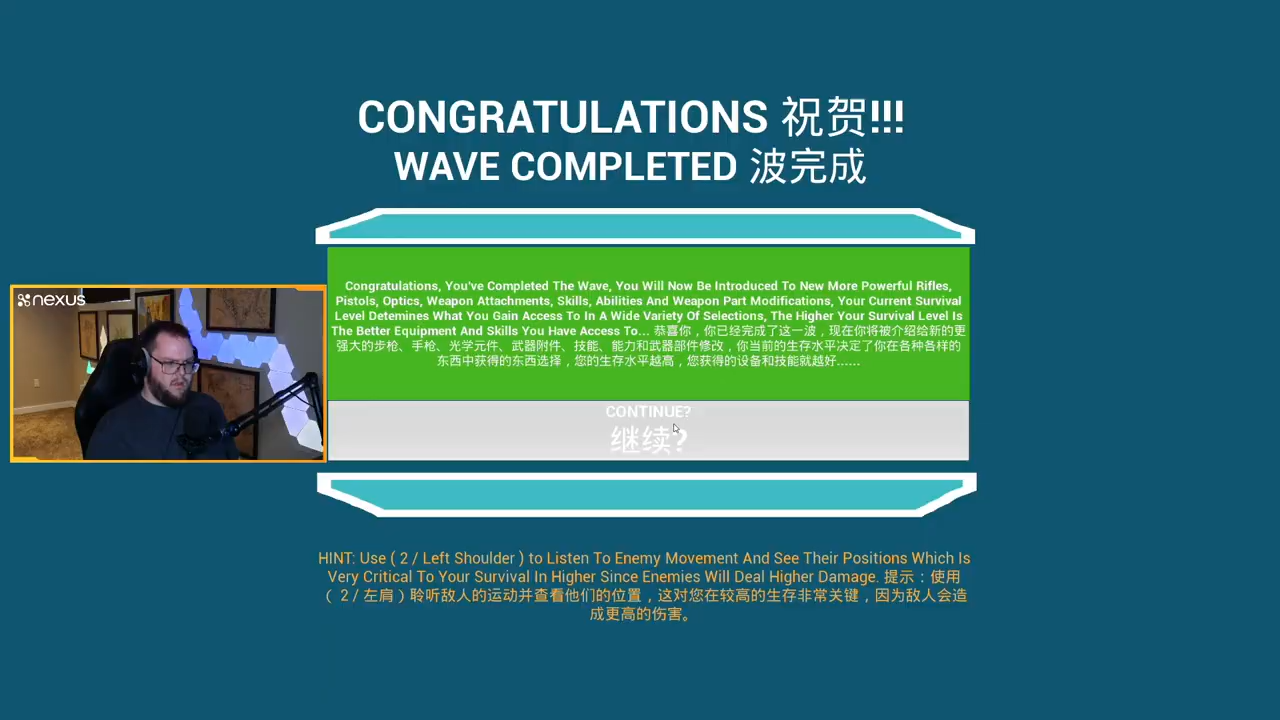 CONGRATULATIONS 祝贺!!!
WAVE COMPLETED 波完成
nexus
Congratulations, You've Completed The Wave, You Will Now Be Introduced To New More Powerful Rifles,
Pistols, Optics, Weapon Attachments, Skills, Abilities And Weapon Part Modifications, Your Current Survival
Level Detemines What You Gain Access To In A Wide Variety Of Selections, The Higher Your Survival Level Is
The Better Equipment And Skills You Have Access To... 恭喜你，你已经完成了这一波，现在你将被介绍给新的更
强大的步枪、手枪、光学元件、武器附件、技能、能力和武器部件修改，你当前的生存水平决定了你在各种各样的
东西中获得的东西选择，您的生存水平越高，您获得的设备和技能就越好......
CONTINUE?
继续?
HINT: Use ( 2 / Left Shoulder ) to Listen To Enemy Movement And See Their Positions Which Is
Very Critical To Your Survival In Higher Since Enemies Will Deal Higher Damage. 提示：使用
（ 2 / 左肩）聆听敌人的运动并查看他们的位置，这对您在较高的生存非常关键，因为敌人会造
成更高的伤害。